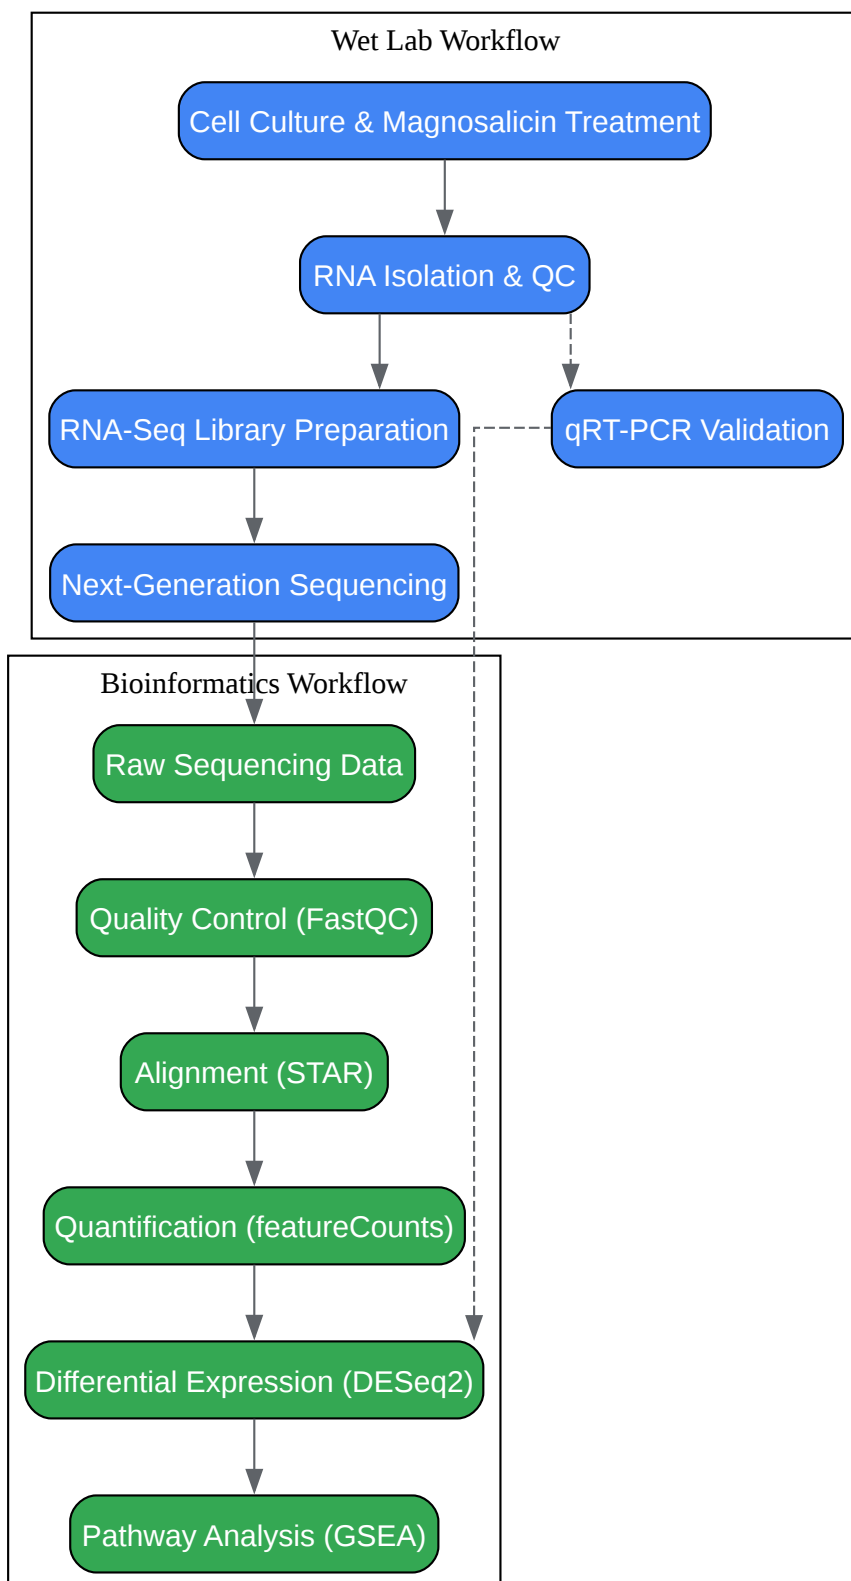 Wet Lab Workflow
Cell Culture & Magnosalicin Treatment
RNA Isolation & QC
RNA-Seq Library Preparation
qRT-PCR Validation
Next-Generation Sequencing
Bioinformatics Workflow
Raw Sequencing Data
Quality Control (FastQC)
Alignment (STAR)
Quantification (featureCounts)
Differential Expression (DESeq2)
Pathway Analysis (GSEA)